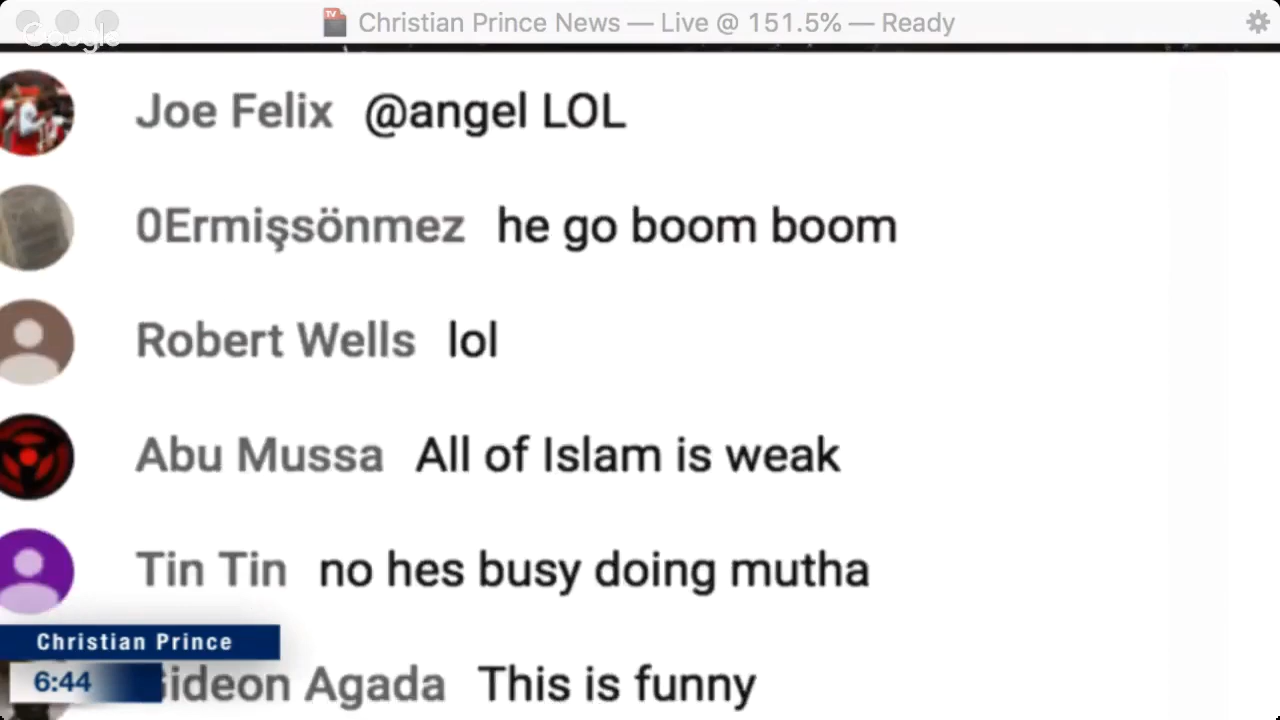 Christian Prince News — Live @ 151.5% — Ready
Google
Joe Felix @angel LOL
0Ermişsönmez he go boom boom
Robert Wells lol
Abu Mussa All of Islam is weak
Tin Tin no hes busy doing mutha
Christian Prince
6:44
Gideon Agada This is funny